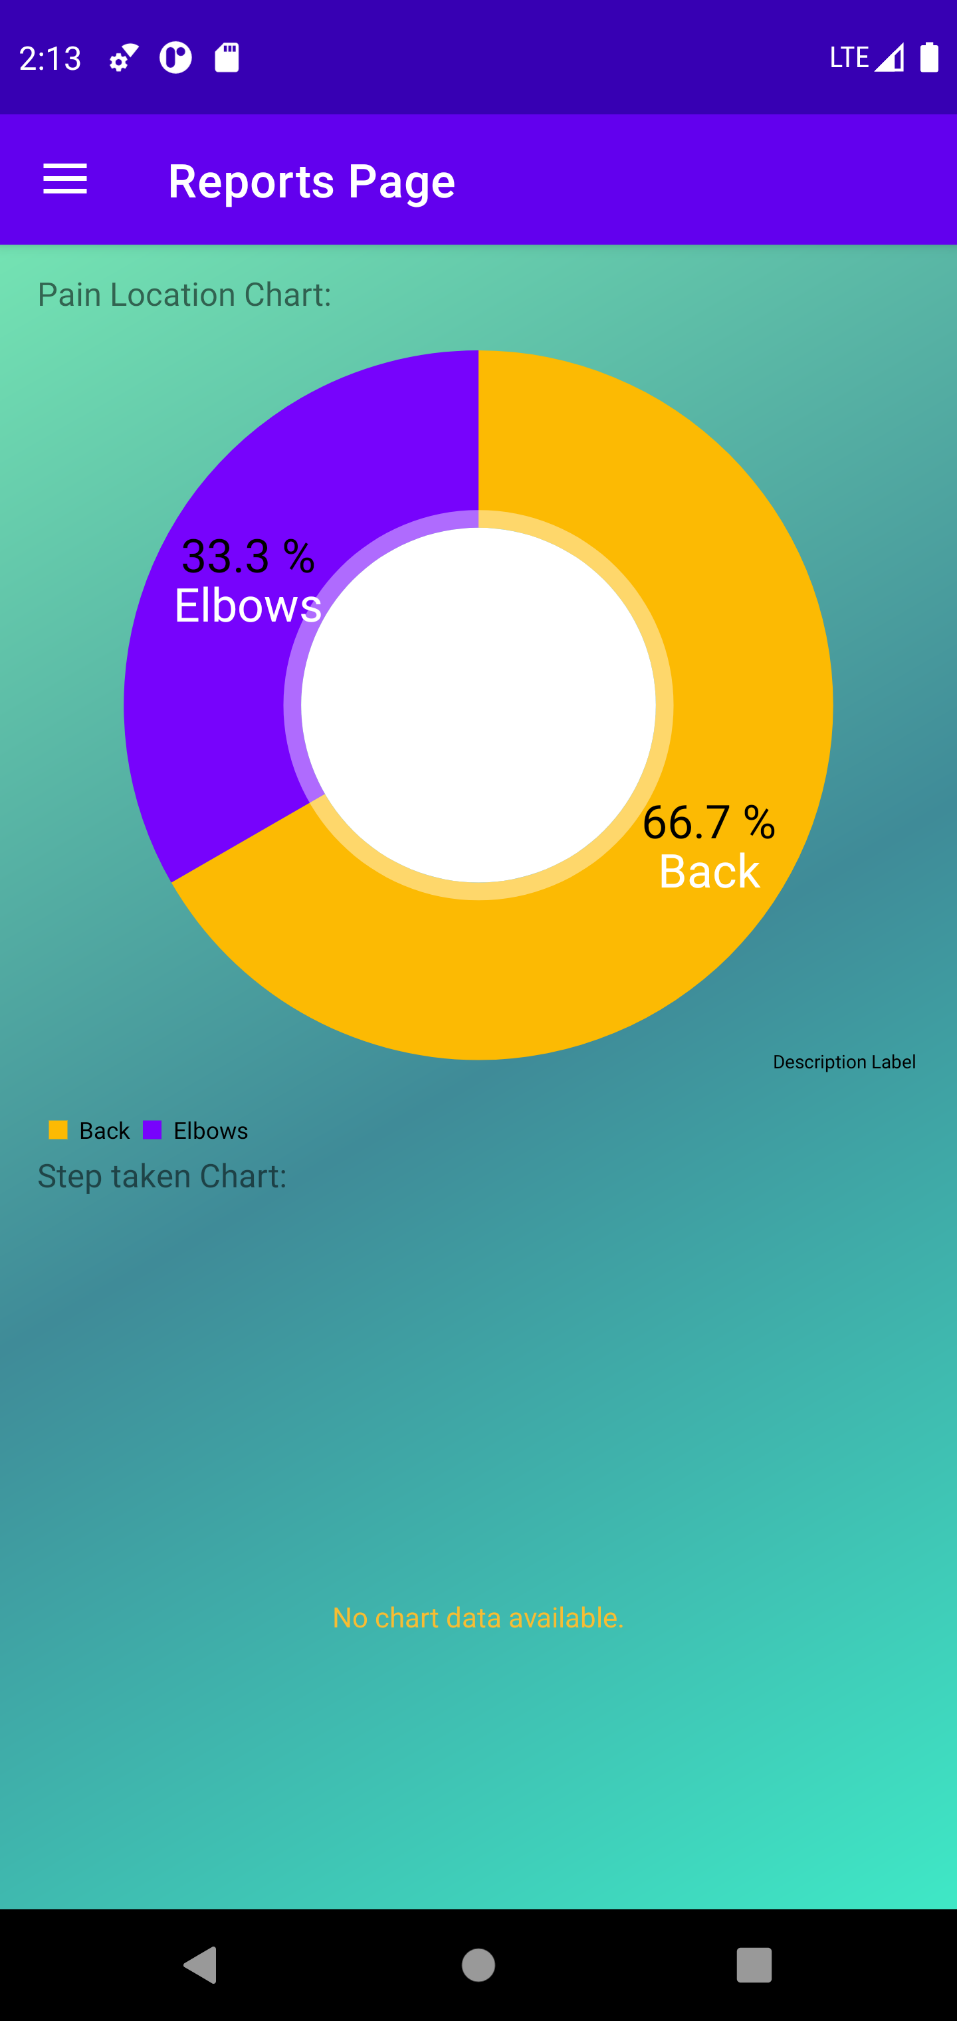 2:13
LTE
Reports Page
Pain Location Chart:
33.3 %
Elbows
66.7 %
Back
Description Label
Back Elbows
Step taken Chart:
No chart data available.